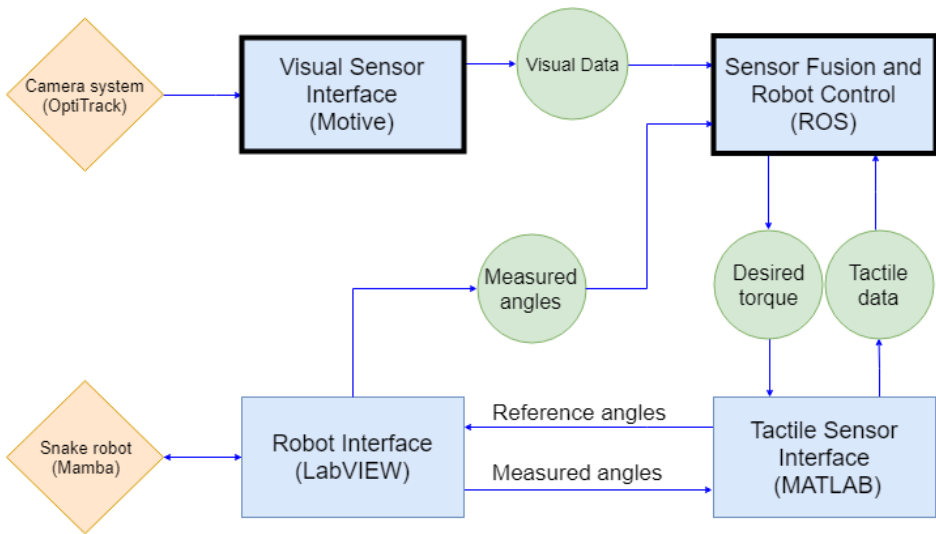 Camera system
(OptiTrack)
Visual Sensor
Interface
(Motive)
Visual Data
Sensor Fusion and
Robot Control
(ROS)
Measured
angles
Desired
torque
Tactile
data
Snake robot
(Mamba)
Robot Interface
(LabVIEW)
Reference angles
Measured angles
Tactile Sensor
Interface
(MATLAB)